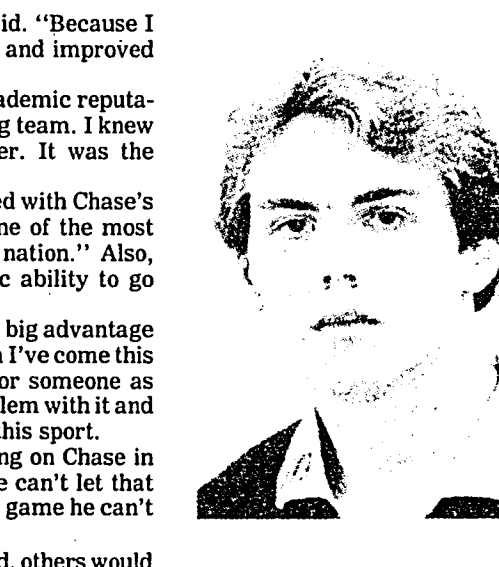 id. “Because I
and improved
ademic reputa-
g team. I knew
er. It was the
ed with Chase's
ne of the most
nation.” Also,
c ability to go
big advantage
I've come this
or someone as
lem with it and
his sport.
ng on Chase in
e can't let that
game he can't
d, others would